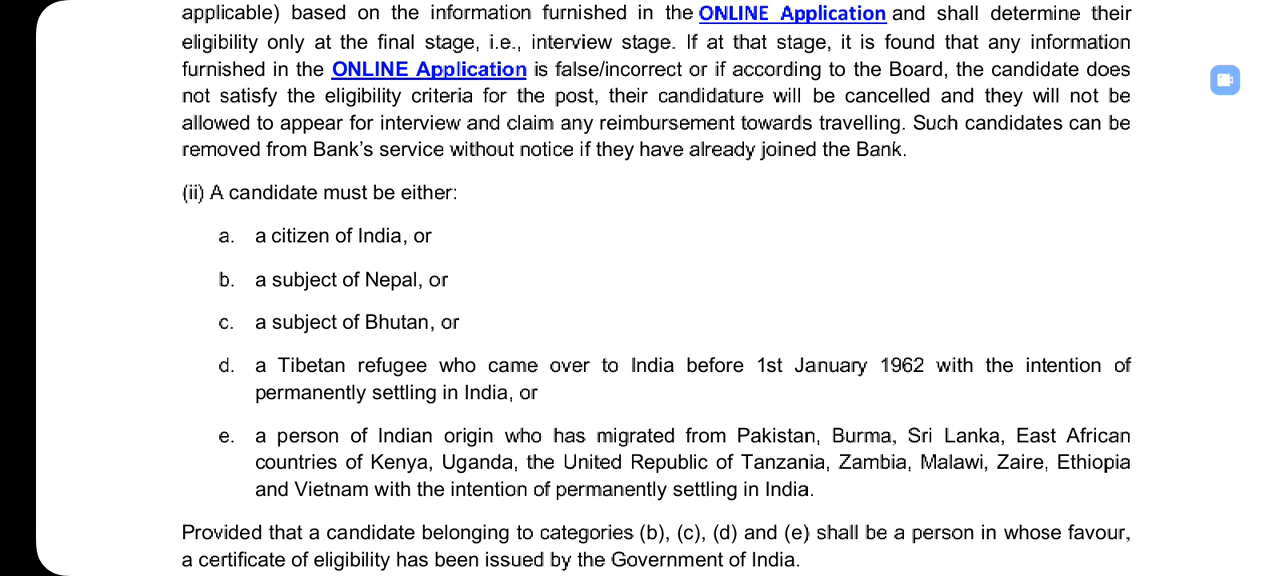 applicable) based on the information furnished in the ONLINE Application and shall determine their
eligibility only at the final stage, i.e., interview stage. If at that stage, it is found that any information
furnished in the ONLINE Application is false/incorrect or if according to the Board, the candidate does
not satisfy the eligibility criteria for the post, their candidature will be cancelled and they will not be
allowed to appear for interview and claim any reimbursement towards travelling. Such candidates can be
removed from Bank's service without notice if they have already joined the Bank.
(ii) A candidate must be either:
a. a citizen of India, or
b. a subject of Nepal, or
c. a subject of Bhutan, or
d. a Tibetan refugee who came over to India before 1st January 1962 with the intention of
permanently settling in India, or
e. a person of Indian origin who has migrated from Pakistan, Burma, Sri Lanka, East African
countries of Kenya, Uganda, the United Republic of Tanzania, Zambia, Malawi, Zaire, Ethiopia
and Vietnam with the intention of permanently settling in India.
Provided that a candidate belonging to categories (b), (c), (d) and (e) shall be a person in whose favour,
a certificate of eligibility has been issued by the Government of India.